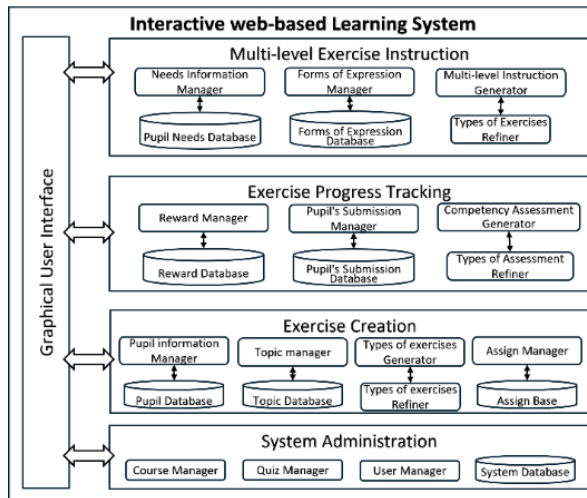 Interactive web-based Learning System
Graphical User Interface
Multi-level Exercise Instruction
Needs Information
Manager
Forms of Expression
Manager
Multi-level Instruction
Generator
Pupil Needs Database
Forms of Expression
Database
Types of Exercises
Refiner
Exercise Progress Tracking
Reward Manager
Pupil's Submission
Manager
Competency Assessment
Generator
Reward Database
Pupil's Submission
Database
Types of Assessment
Refiner
Exercise Creation
Pupil information
Manager
Topic manager
Types of exercises
Generator
Assign Manager
Pupil Database
Topic Database
Types of exercises
Refiner
Assign Base
System Administration
Course Manager
Quiz Manager
User Manager
System Database